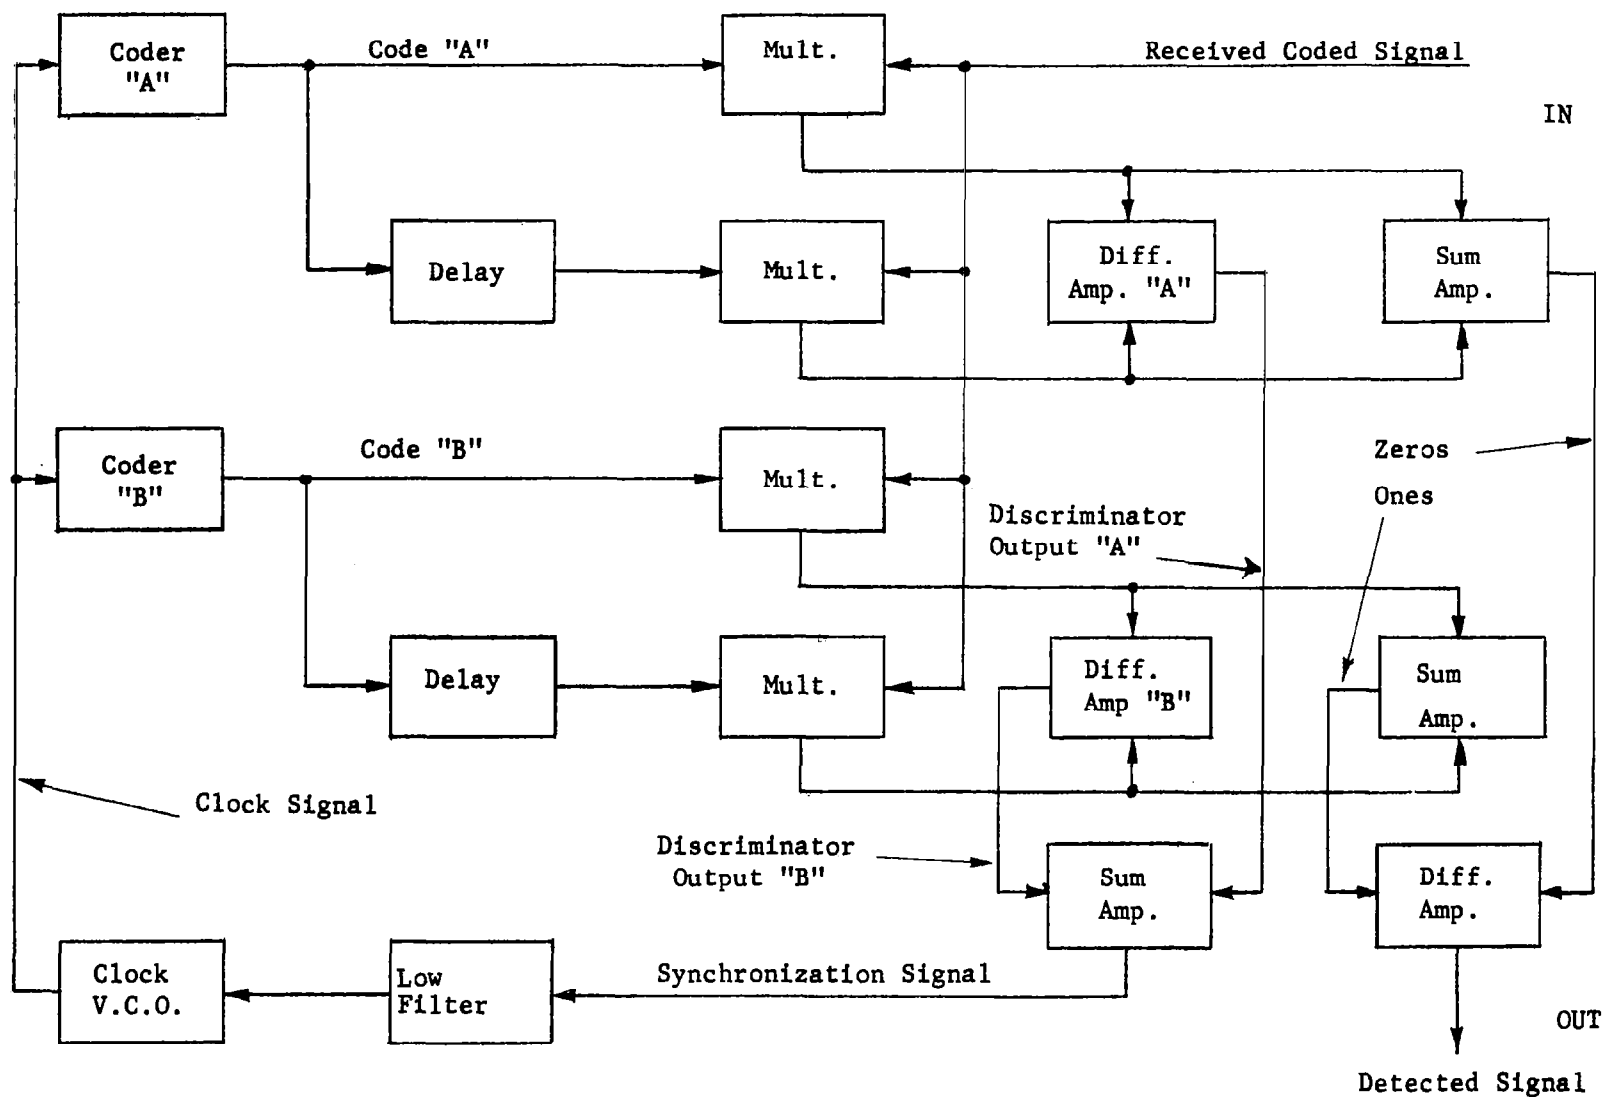 Coder
"A"
Code "A"
Mult.
Received Coded Signal
IN
Delay
Mult.
Diff.
Amp. "A"
Sum
Amp.
Coder
"B"
Code "B"
Mult.
Zeros
Ones
Discriminator
Output "A"
Delay
Mult.
Diff.
Amp "B"
Sum
Amp.
Clock Signal
Discriminator
Output "B"
Sum
Amp.
Diff.
Amp.
Clock
V.C.O.
Low
Filter
Synchronization Signal
OUT
Detected Signal